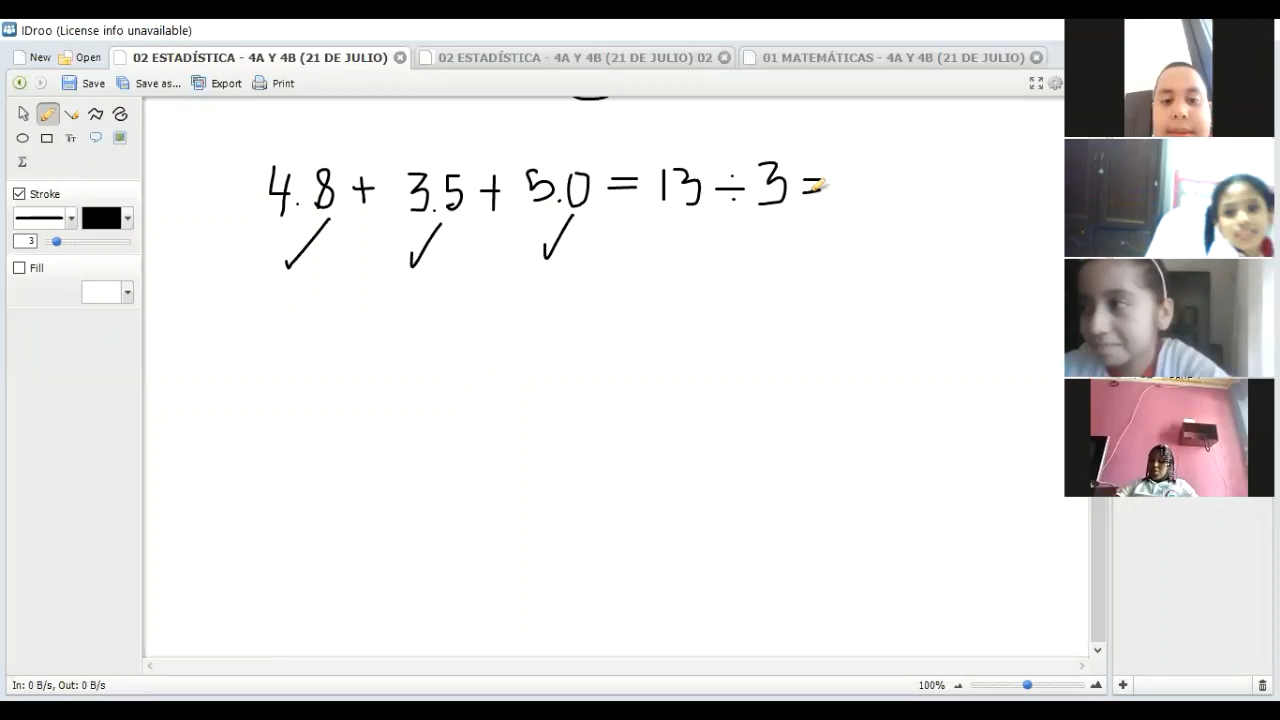 IDroo (License info unavailable)
New Open 02 ESTADÍSTICA - 4A Y 4B (21 DE JULIO) 02 ESTADÍSTICA - 4A Y 4B (21 DE JULIO) 02 01 MATEMÁTICAS - 4A Y 4B (21 DE JULIO)
Save Save as... Export Print
Tт
Σ
Stroke
3
Fill
4.8 + 3.5 + 5.0 = 13 ÷ 3 =
In: 0 B/s, Out: 0 B/s 100%